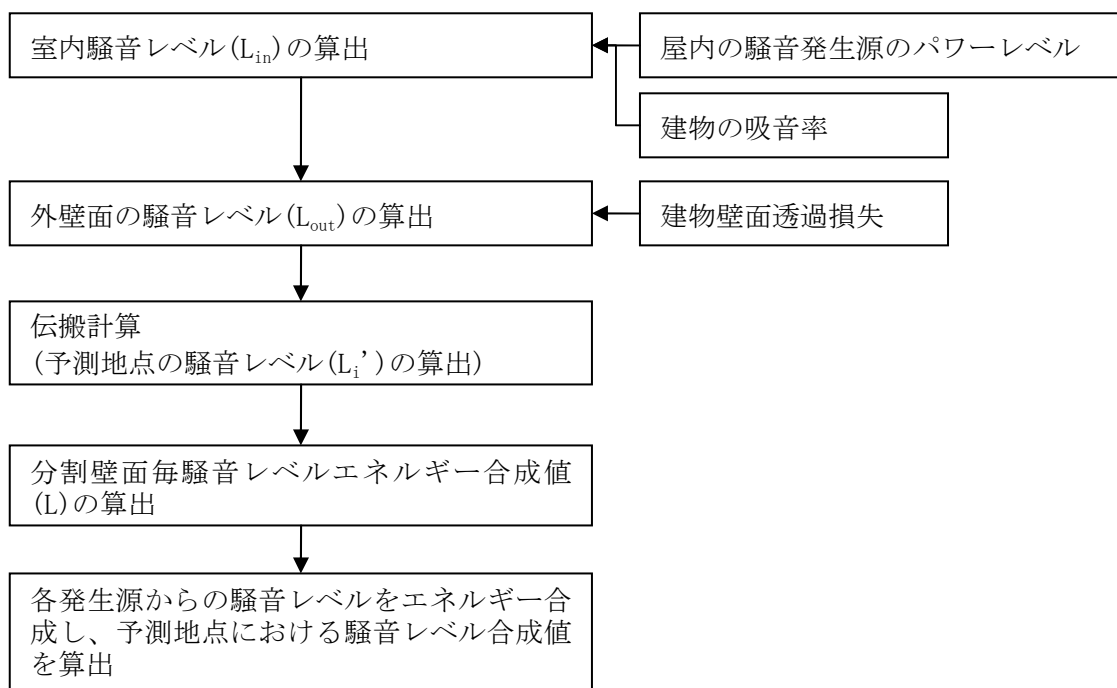 室内騒音レベル(Lin)の算出
屋内の騒音発生源のパワーレベル
建物の吸音率
外壁面の騒音レベル(Lout)の算出
建物壁面透過損失
伝搬計算
(予測地点の騒音レベル(Li’)の算出)
分割壁面毎騒音レベルエネルギー合成値
(L)の算出
各発生源からの騒音レベルをエネルギー合
成し、予測地点における騒音レベル合成値
を算出